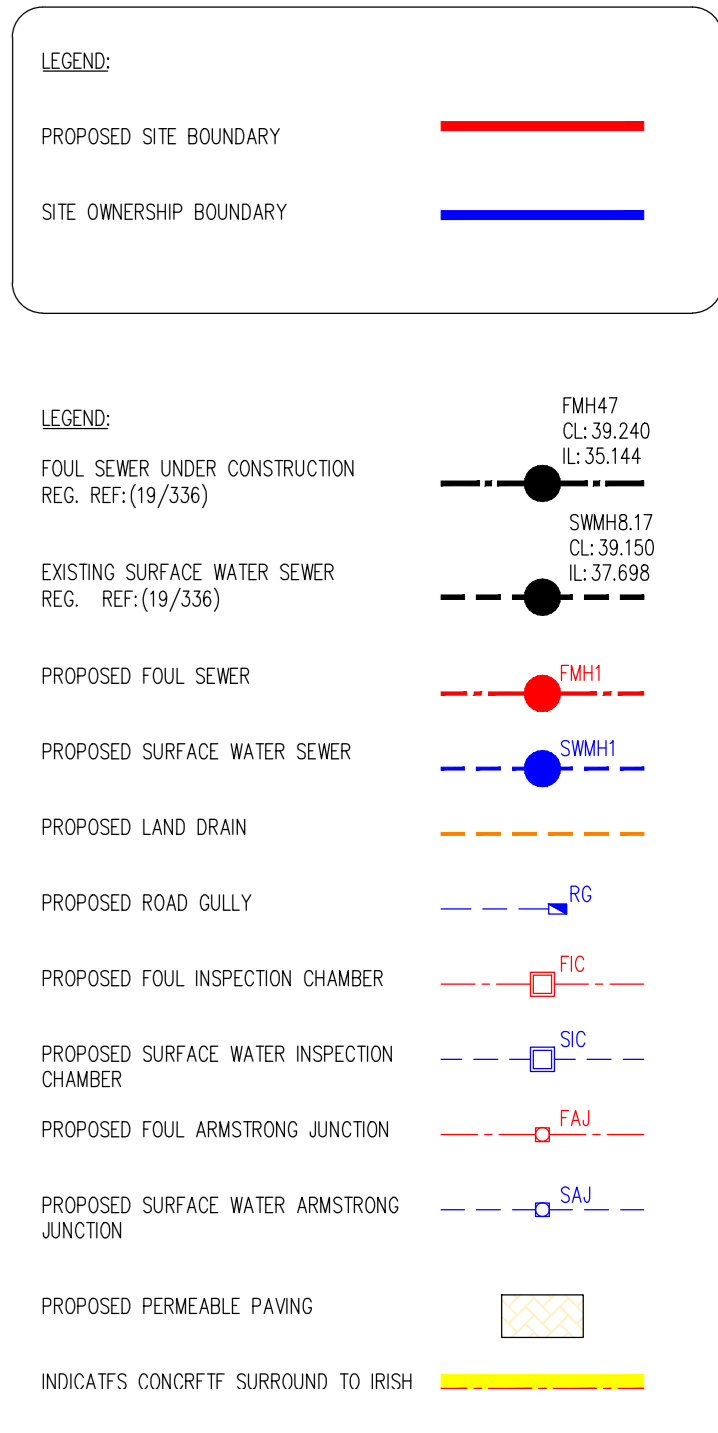 LEGEND:
PROPOSED SITE BOUNDARY
SITE OWNERSHIP BOUNDARY
LEGEND:
FOUL SEWER UNDER CONSTRUCTION
REG. REF:(19/336)
FMH47
CL: 39.240
IL: 35.144
EXISTING SURFACE WATER SEWER
REG. REF:(19/336)
SWMH8.17
CL: 39.150
IL: 37.698
PROPOSED FOUL SEWER
FMH1
PROPOSED SURFACE WATER SEWER
SWMH1
PROPOSED LAND DRAIN
PROPOSED ROAD GULLY
RG
PROPOSED FOUL INSPECTION CHAMBER
FIC
PROPOSED SURFACE WATER INSPECTION
CHAMBER
SIC
PROPOSED FOUL ARMSTRONG JUNCTION
FAJ
PROPOSED SURFACE WATER ARMSTRONG
JUNCTION
SAJ
PROPOSED PERMEABLE PAVING
INDICATES CONCRETE SURROUND TO IRISH